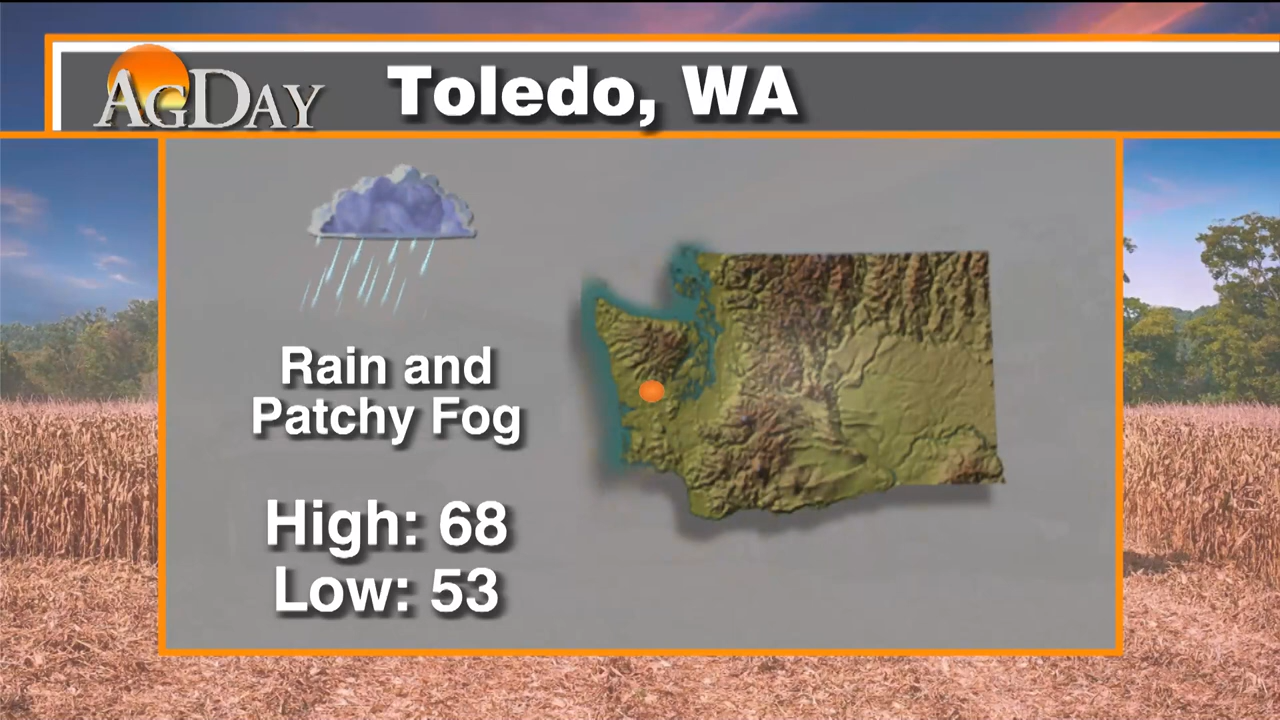 AGDAY
Toledo, WA
Rain and
Patchy Fog
High: 68
Low: 53